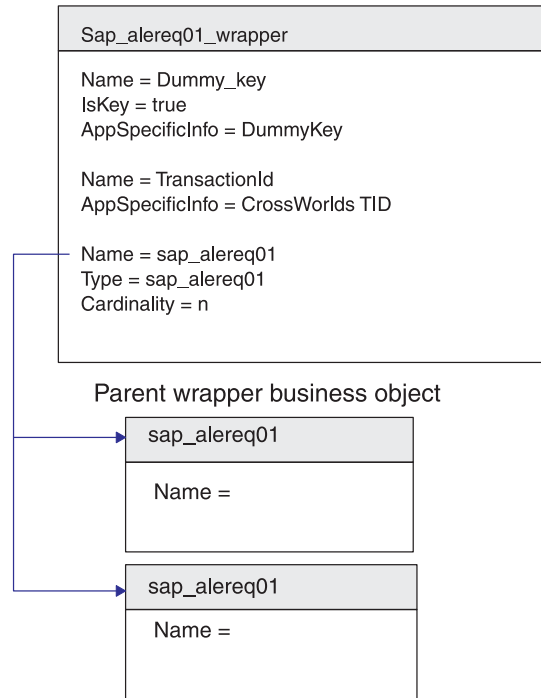 Sap_alereq01_wrapper
Name = Dummy_key
IsKey = true
AppSpecificInfo = DummyKey
Name = TransactionId
AppSpecificInfo = CrossWorlds TID
Name = sap_alereq01
Type = sap_alereq01
Cardinality = n
Parent wrapper business object
sap_alereq01
Name =
sap_alereq01
Name =